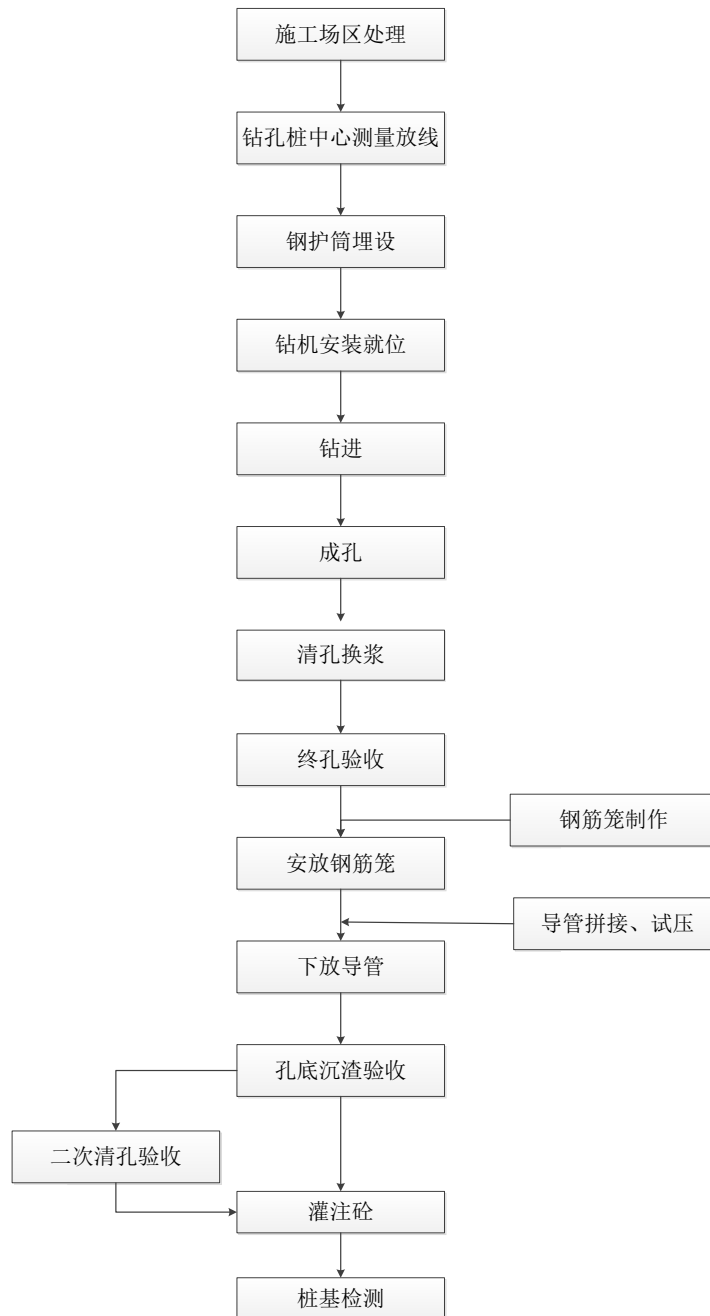 施工场区处理
钻孔桩中心测量放线
钢护筒埋设
钻机安装就位
钻进
成孔
清孔换浆
终孔验收
钢筋笼制作
安放钢筋笼
导管拼接、试压
下放导管
孔底沉渣验收
二次清孔验收
灌注砼
桩基检测